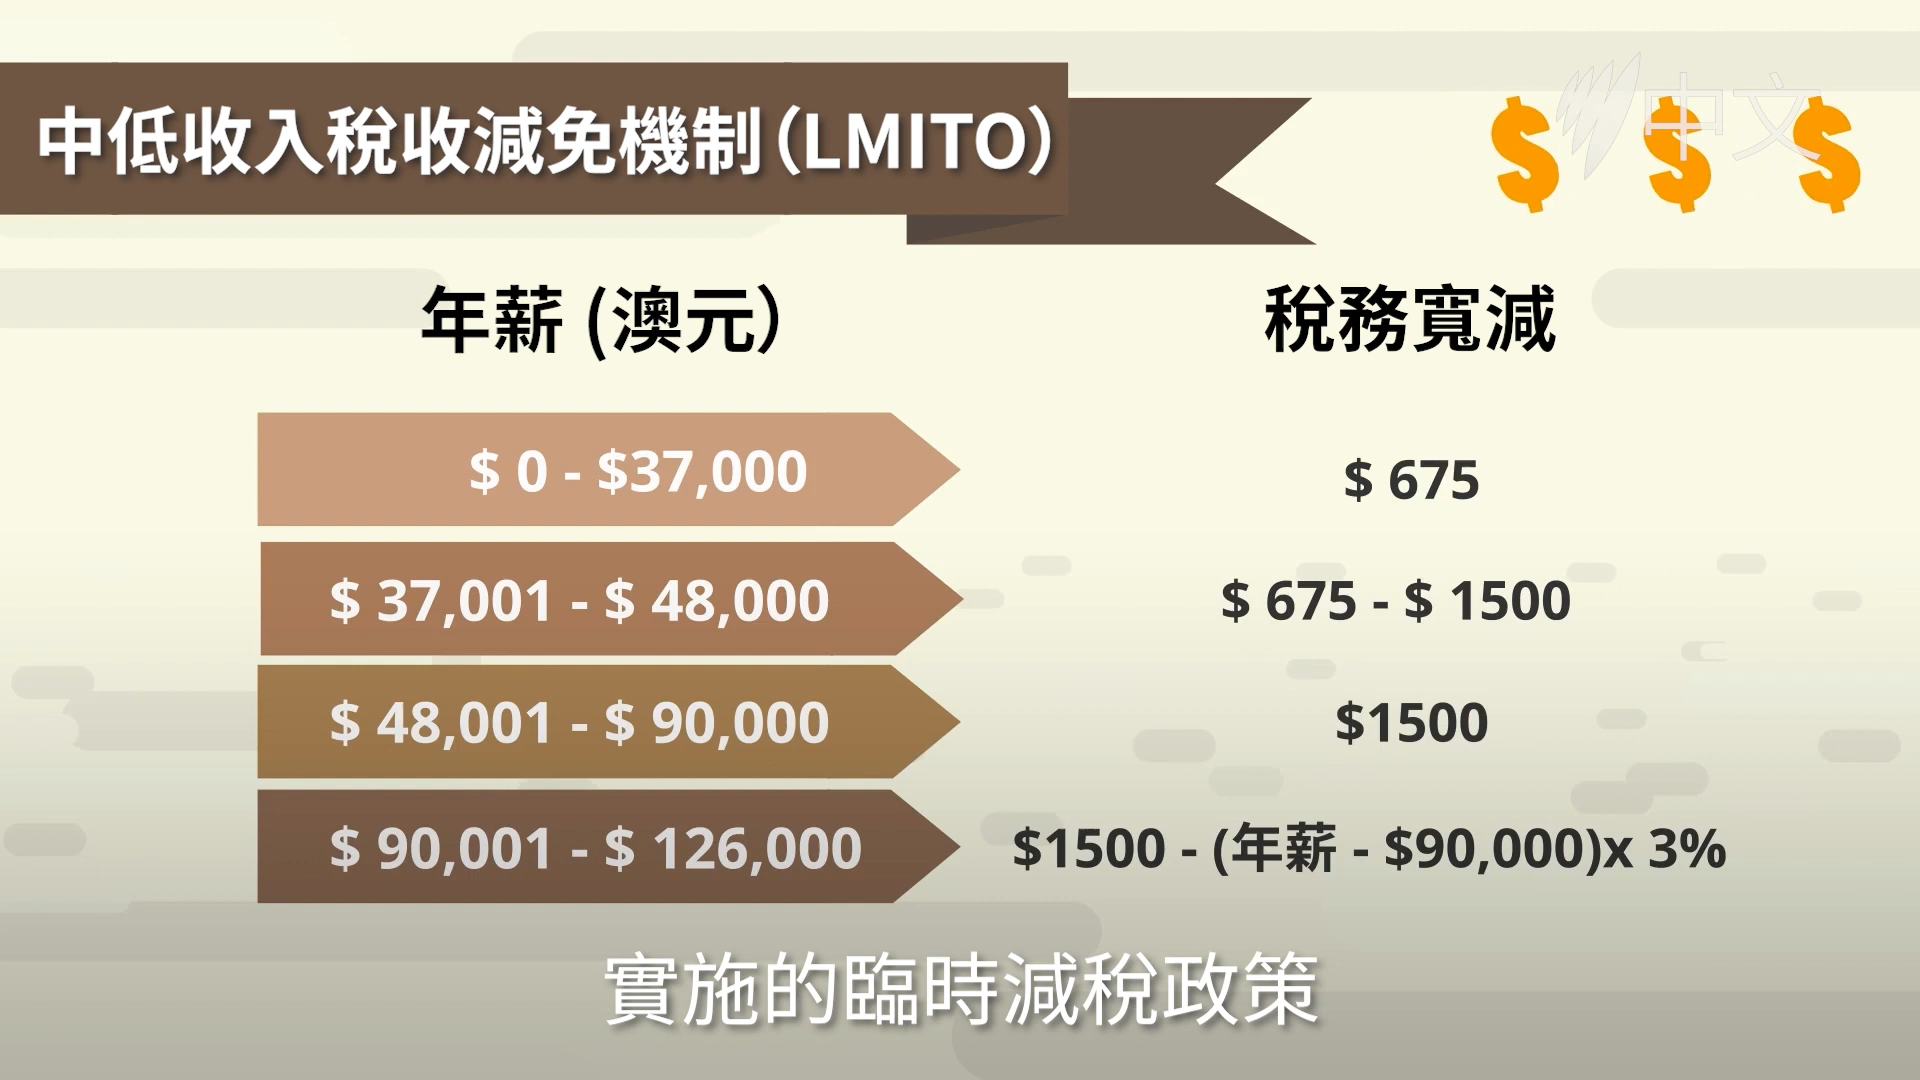 中低收入稅收減免機制(LMITO)
中文
年薪 (澳元) 稅務寬減
$ 0 - $37,000 $ 675
$ 37,001 - $ 48,000 $ 675 - $ 1500
$ 48,001 - $ 90,000 $1500
$ 90,001 - $ 126,000 $1500 - (年薪 - $90,000)x 3%
實施的臨時減稅政策